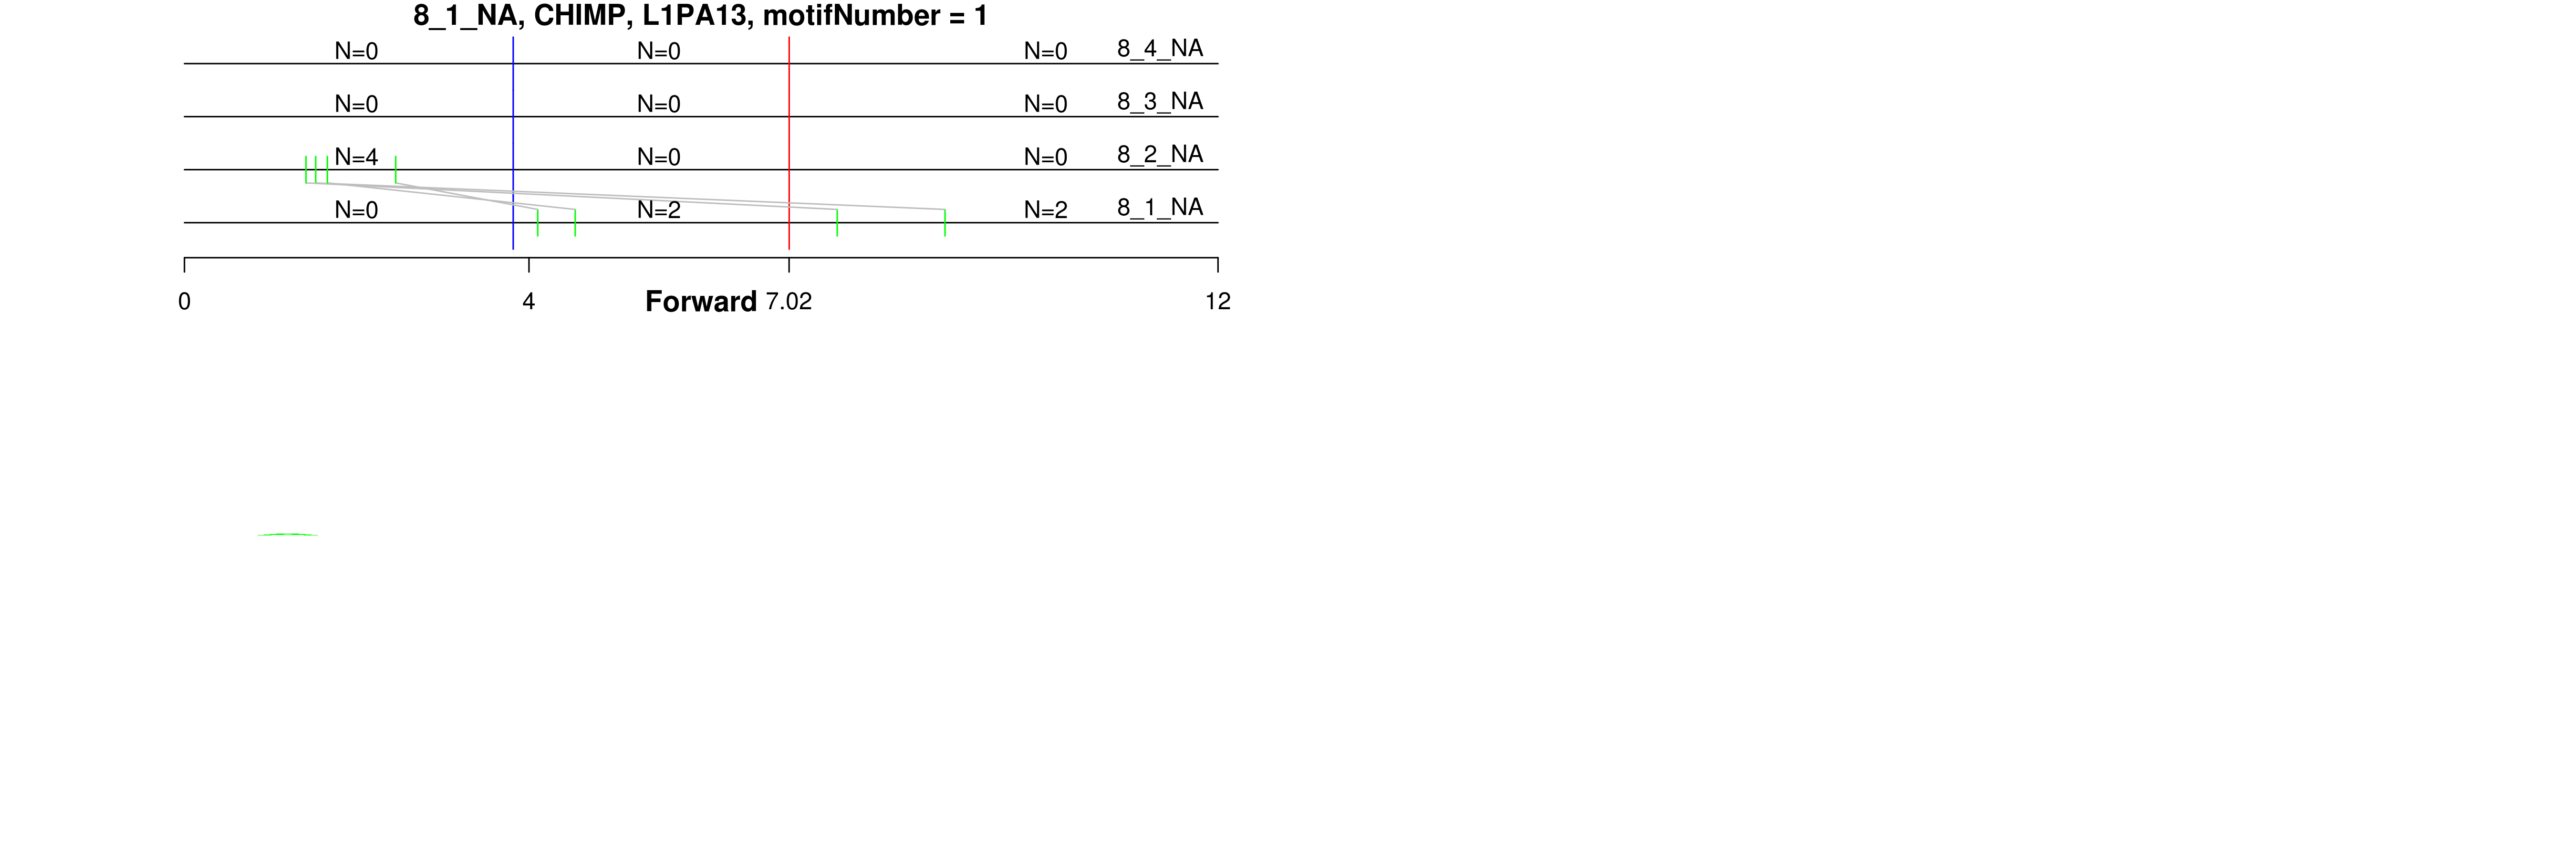 8_1_NA, CHIMP, L1PA13, motifNumber = 1
N=0 N=0 N=0 8_4_NA
N=0 N=0 N=0 8_3_NA
N=4 N=0 N=0 8_2_NA
N=0 N=2 N=2 8_1_NA
0 4 Forward 7.02 12